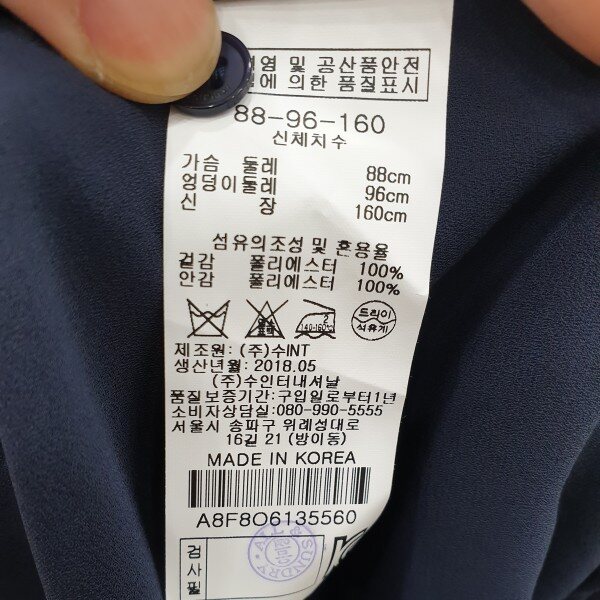 영 및 공산품안전
에 의한 품질표시
88-96-160
신체치수
가슴 둘레 88cm
엉덩이둘레 96cm
신 장 160cm
섬유의조성 및 혼용율
겉감 폴리에스터 100%
안감 폴리에스터 100%
2
140-160℃
드라이
석유계
제조원: (주)수INT
생산년월: 2018.05
(주)수인터내셔날
품질보증기간: 구입일로부터1년
소비자상담실: 080-990-5555
서울시 송파구 위례성대로
16길 21 (방이동)
MADE IN KOREA
A8F8O6135560
검
사
필